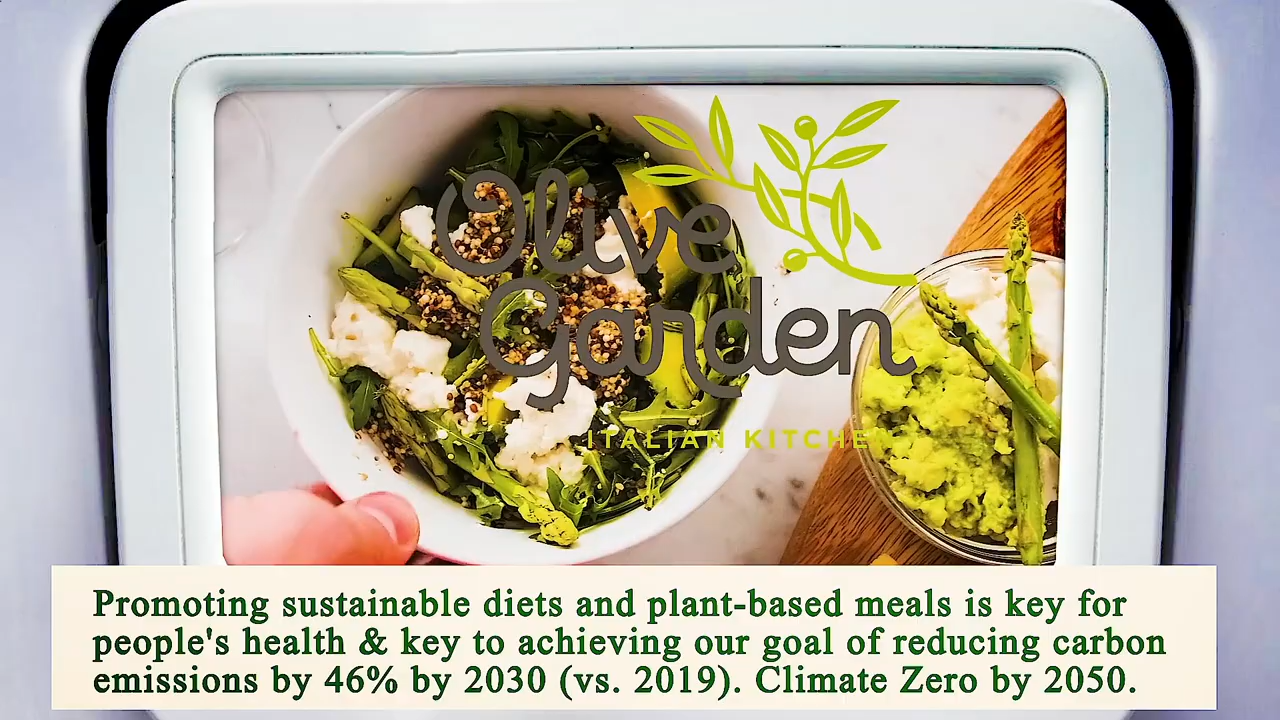 Olive
Garden
ITALIAN KITCHEN
Promoting sustainable diets and plant-based meals is key for
people's health & key to achieving our goal of reducing carbon
emissions by 46% by 2030 (vs. 2019). Climate Zero by 2050.